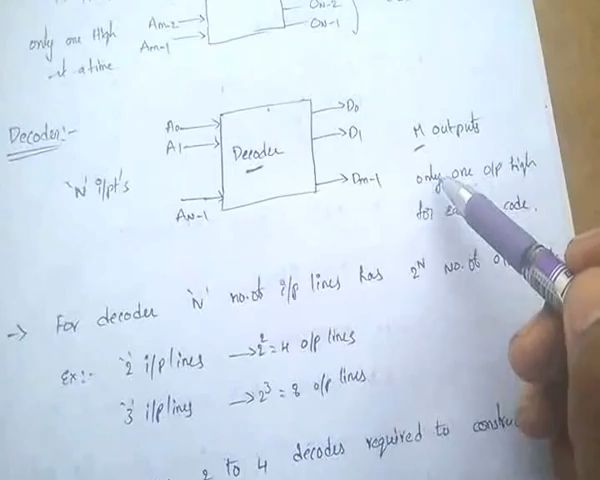 ON-2
Am-2
ON-1
only one High
Am-1
at a time
Decoder:-
A0
D0
A1
D1
M outputs
Decoder
'N' i/pt's
Dm-1
only one o/p high
AN-1
for code.
→ For decoder 'N' no. of i/p lines has 2^N no. of
Ex:- '2' i/p lines → 2^2 = 4 o/p lines
'3' i/p lines → 2^3 = 8 o/p lines
2 to 4 decodes required to